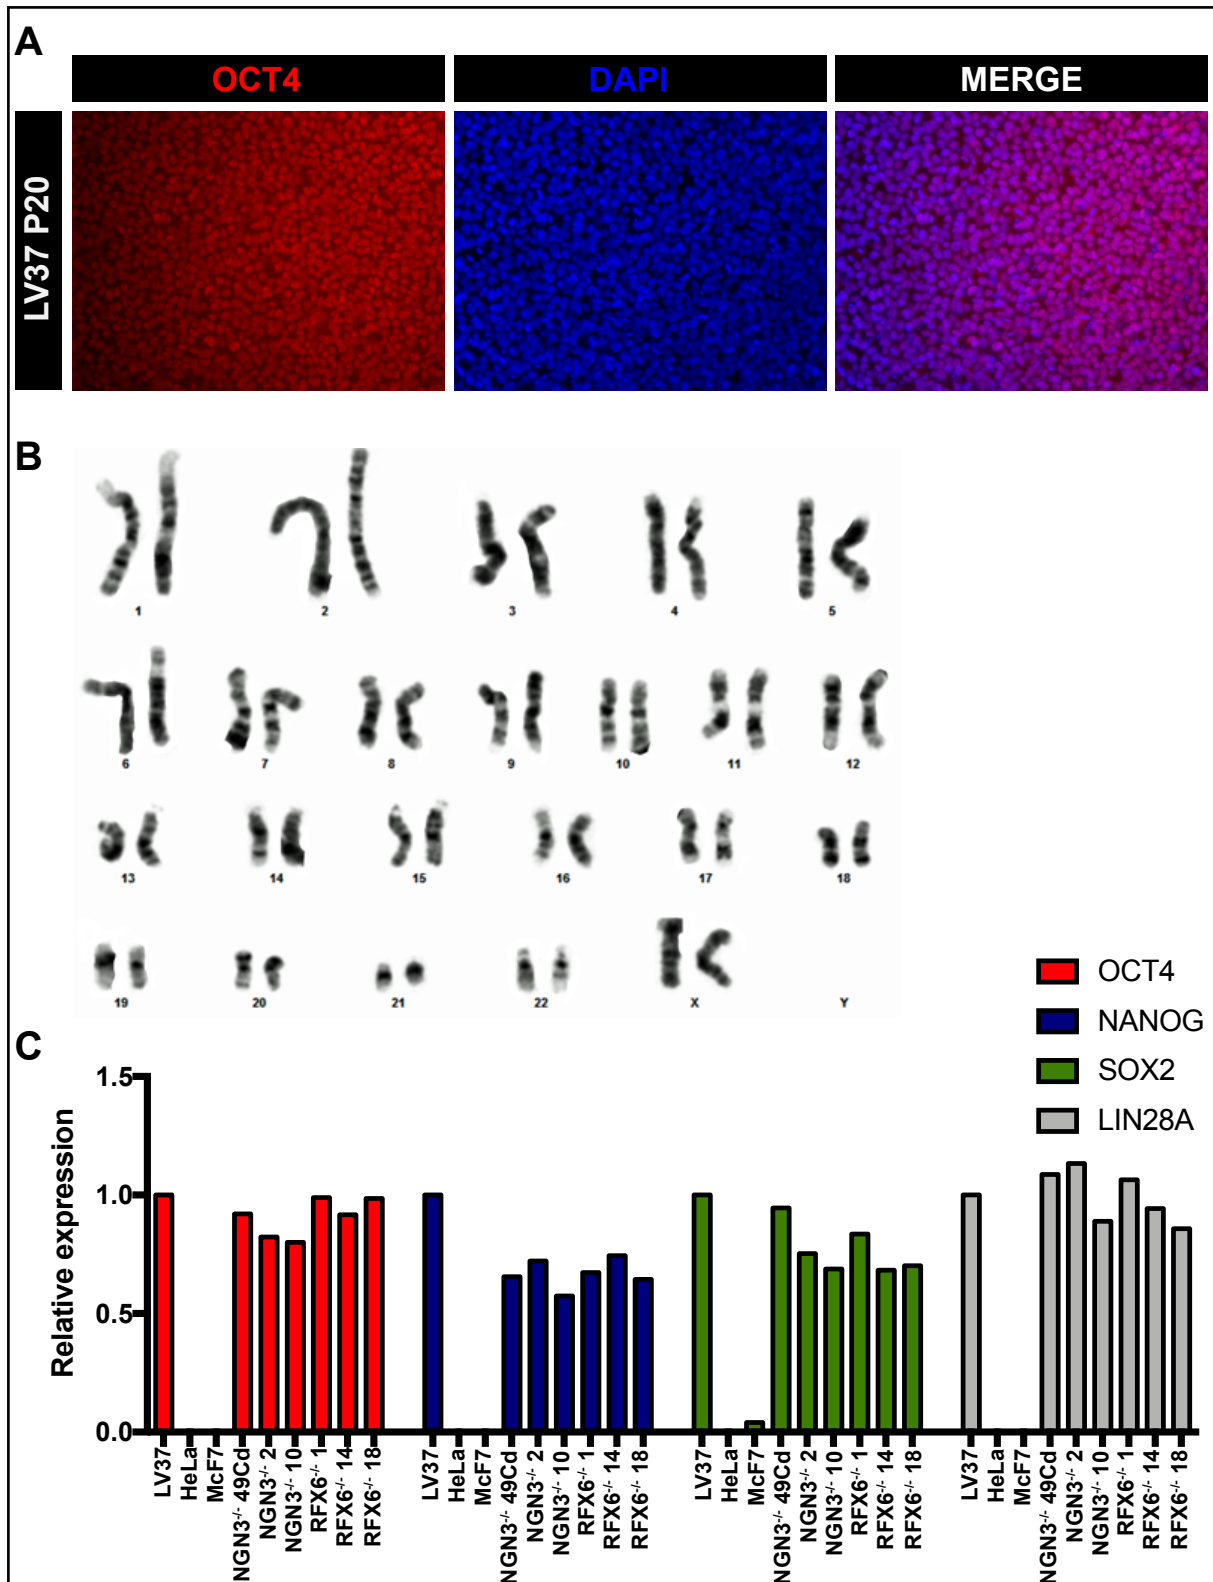 A
OCT4 DAPI MERGE
LV37 P20
B
1 2 3 4 5
6 7 8 9 10 11 12
13 14 15 16 17 18
19 20 21 22 X Y
OCT4
NANOG
SOX2
LIN28A
C
Relative expression
1.5
1.0
0.5
0.0
LV37 HeLa McF7 NGN3⁻/⁻ 49Cd NGN3⁻/⁻ 2 NGN3⁻/⁻ 10 RFX6⁻/⁻ 1 RFX6⁻/⁻ 14 RFX6⁻/⁻ 18
LV37 HeLa McF7 NGN3⁻/⁻ 49Cd NGN3⁻/⁻ 2 NGN3⁻/⁻ 10 RFX6⁻/⁻ 1 RFX6⁻/⁻ 14 RFX6⁻/⁻ 18
LV37 HeLa McF7 NGN3⁻/⁻ 49Cd NGN3⁻/⁻ 2 NGN3⁻/⁻ 10 RFX6⁻/⁻ 1 RFX6⁻/⁻ 14 RFX6⁻/⁻ 18
LV37 HeLa McF7 NGN3⁻/⁻ 49Cd NGN3⁻/⁻ 2 NGN3⁻/⁻ 10 RFX6⁻/⁻ 1 RFX6⁻/⁻ 14 RFX6⁻/⁻ 18